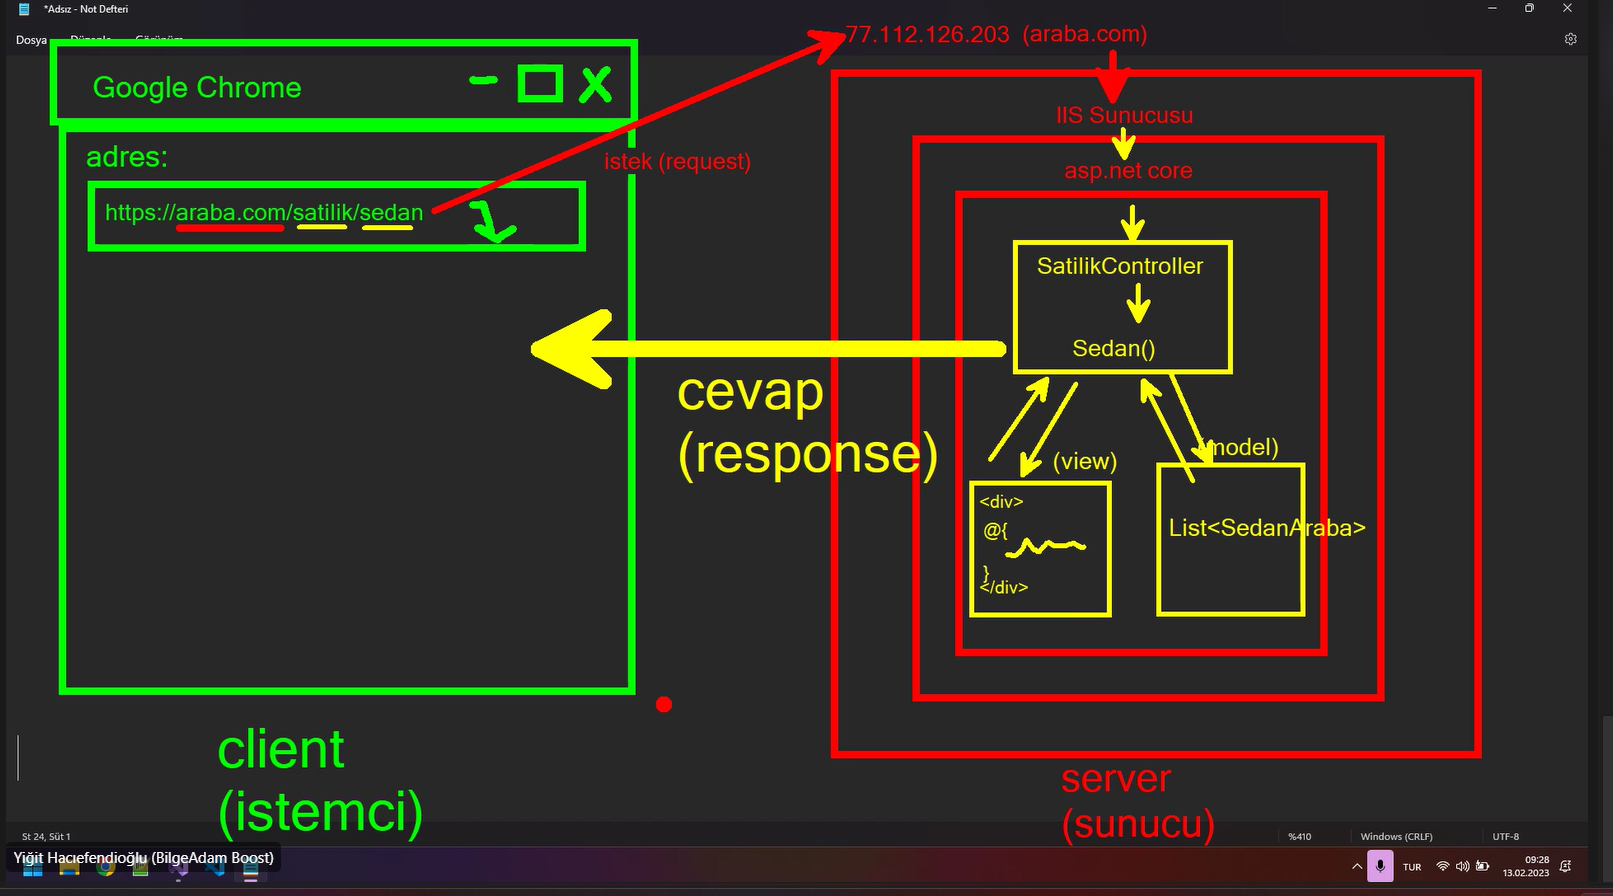 *Adsız - Not Defteri
Dosya
Düzenle
Görünüm
77.112.126.203 (araba.com)
Google Chrome
IIS Sunucusu
adres:
istek (request)
asp.net core
https://araba.com/satilik/sedan
SatilikController
Sedan()
cevap
(response)
(view)
(model)
<div>
@{
}
</div>
List<SedanAraba>
client
(istemci)
server
(sunucu)
St 24, Süt 1
%410
Windows (CRLF)
UTF-8
Yiğit Hacıefendioğlu (BilgeAdam Boost)
TUR
09:28
13.02.2023